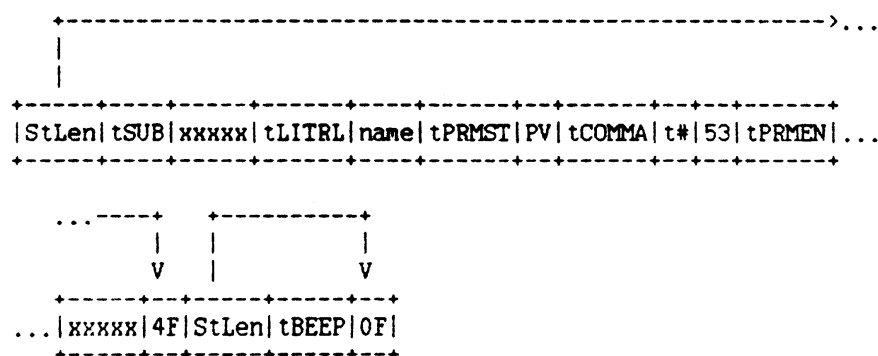 +-------------------------------------------------------->...
|
|
+-----+----+-----+------+----+------+--+------+--+--+------+
|StLen|tSUB|xxxxx|tLITRL|name|tPRMST|PV|tCOMMA|t#|53|tPRMEN|...
+-----+----+-----+------+----+------+--+------+--+--+------+
...----+ +-----------+
| | |
V | V
+-----+--+-----+-----+--+
...|xxxxx|4F|StLen|tBEEP|0F|
+-----+--+-----+-----+--+